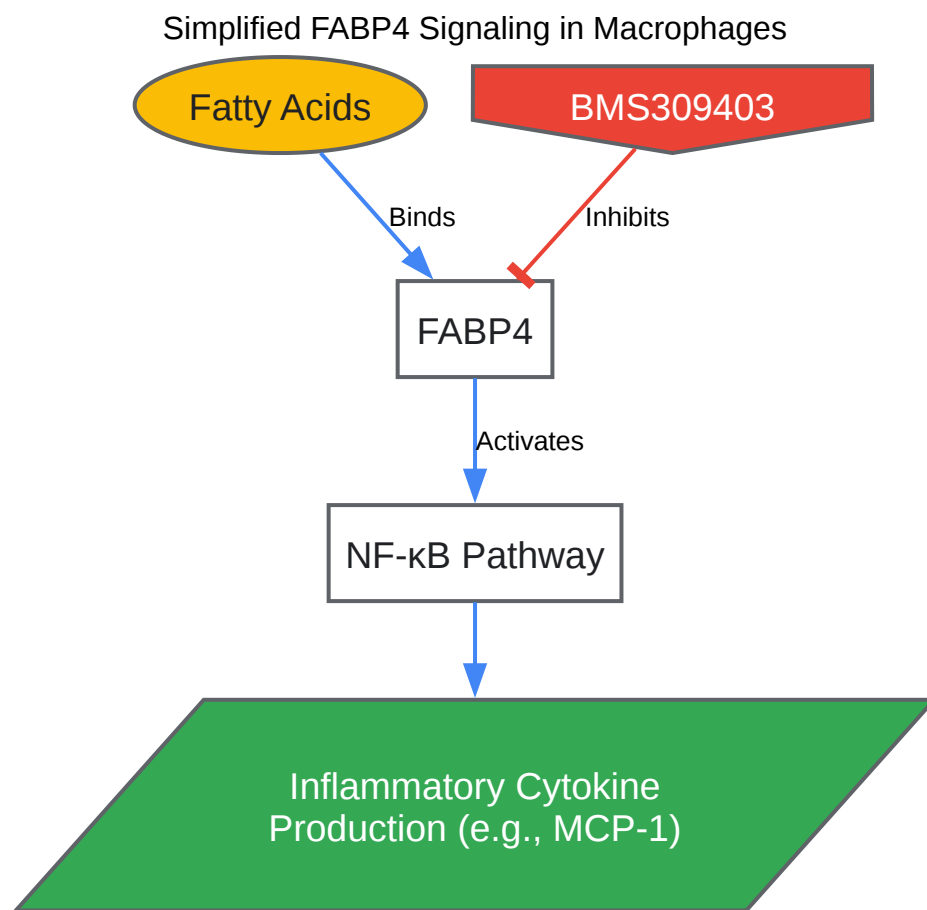 Simplified FABP4 Signaling in Macrophages
Fatty Acids
BMS309403
Binds
Inhibits
FABP4
Activates
NF-κB Pathway
Inflammatory Cytokine
Production (e.g., MCP-1)